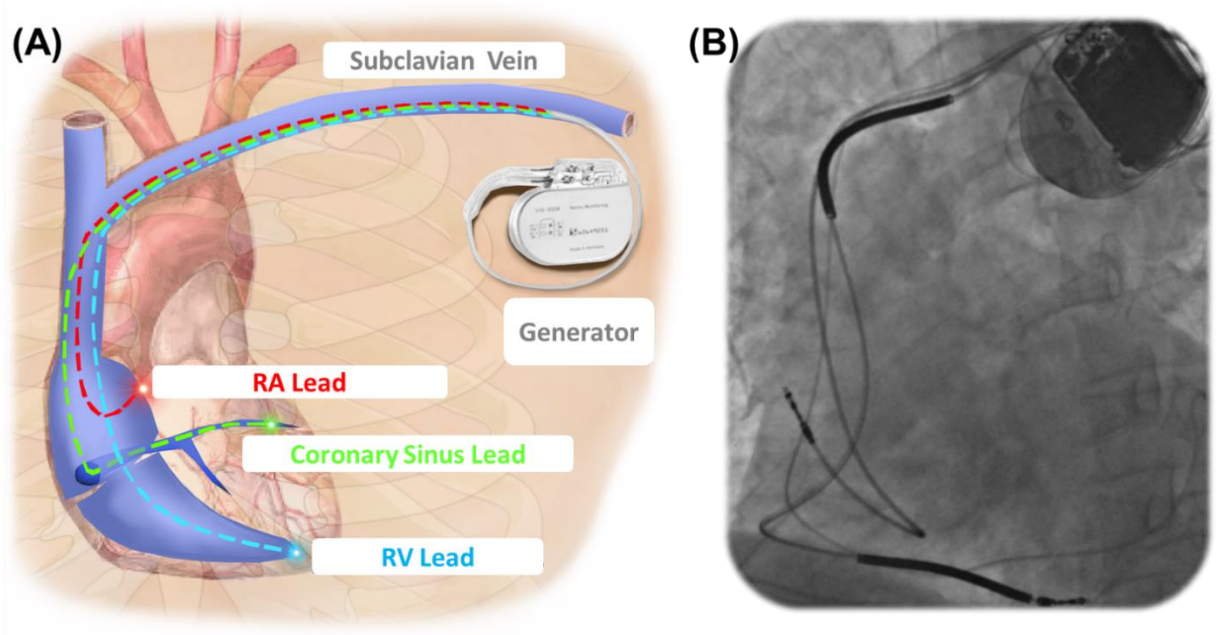 (A)
Subclavian Vein
Generator
RA Lead
Coronary Sinus Lead
RV Lead
(B)